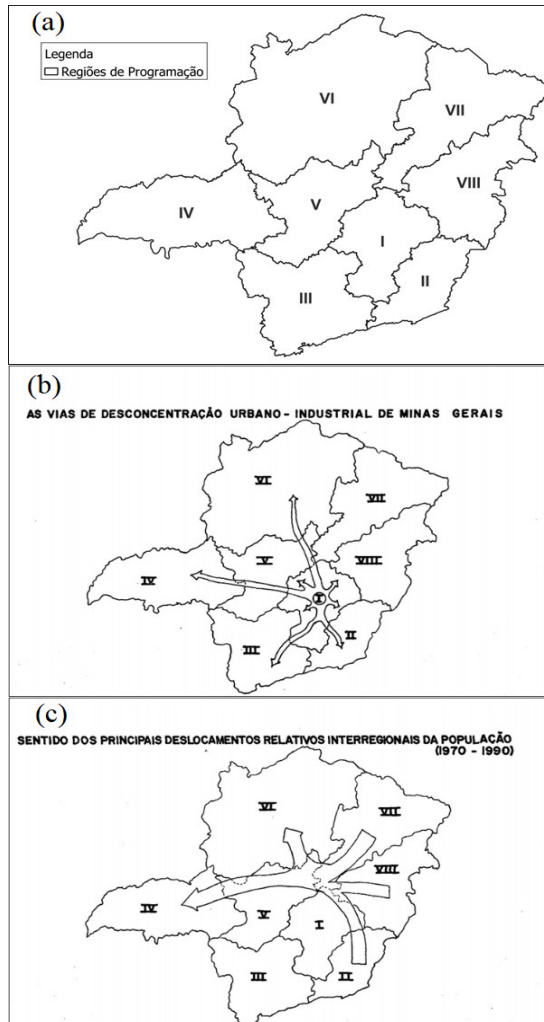 (a)
Legenda
Regiões de Programação
VI
VII
VIII
IV
V
I
II
III
(b)
AS VIAS DE DESCONCENTRAÇÃO URBANO - INDUSTRIAL DE MINAS GERAIS
VI
VII
V
VIII
IV
I
II
III
(c)
SENTIDO DOS PRINCIPAIS DESLOCAMENTOS RELATIVOS INTERREGIONAIS DA POPULAÇÃO
(1970 - 1990)
VI
VII
VIII
IV
V
I
III
II